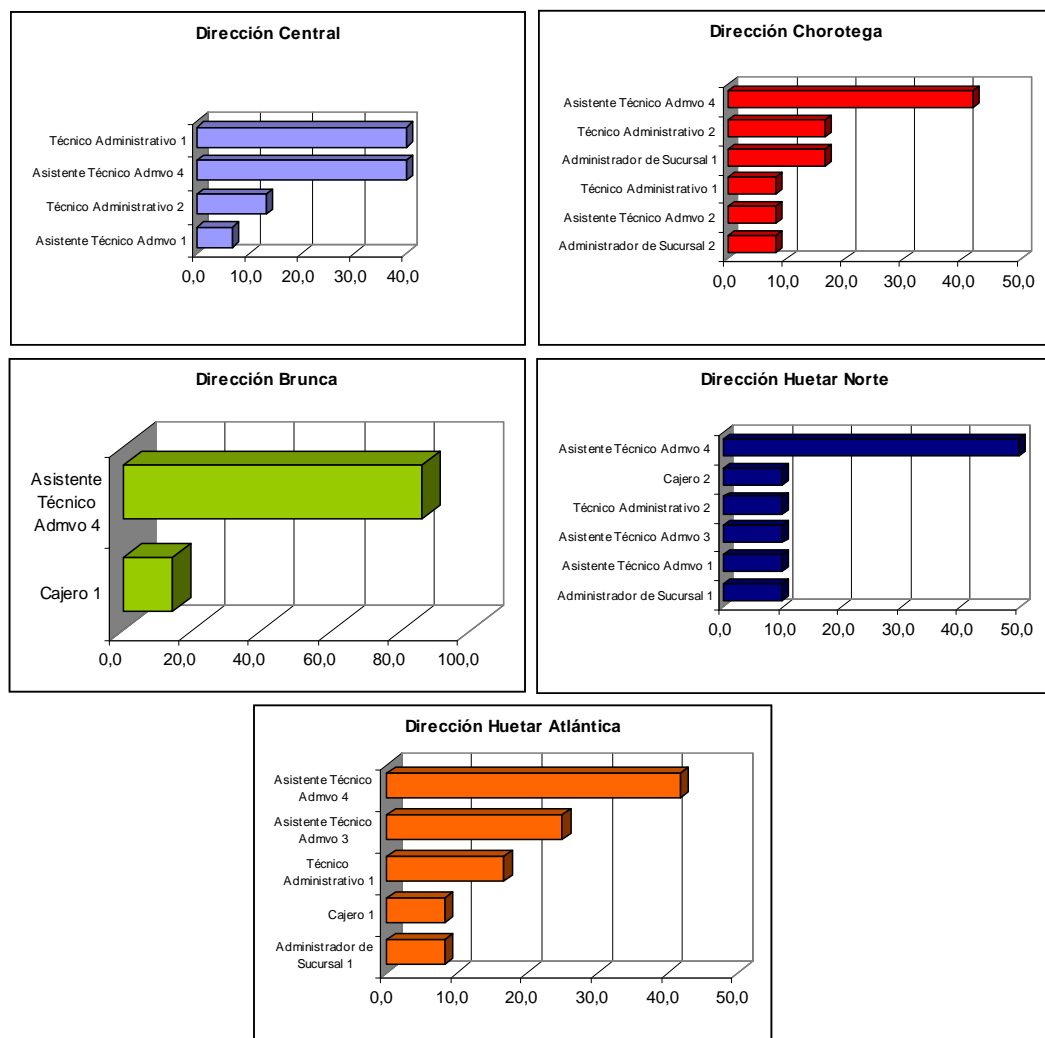 Dirección Central
Técnico Administrativo 1
Asistente Técnico Admvo 4
Técnico Administrativo 2
Asistente Técnico Admvo 1
0,0 10,0 20,0 30,0 40,0
Dirección Chorotega
Asistente Técnico Admvo 4
Técnico Administrativo 2
Administrador de Sucursal 1
Técnico Administrativo 1
Asistente Técnico Admvo 2
Administrador de Sucursal 2
0,0 10,0 20,0 30,0 40,0 50,0
Dirección Brunca
Asistente
Técnico
Admvo 4
Cajero 1
0,0 20,0 40,0 60,0 80,0 100,0
Dirección Huetar Norte
Asistente Técnico Admvo 4
Cajero 2
Técnico Administrativo 2
Asistente Técnico Admvo 3
Asistente Técnico Admvo 1
Administrador de Sucursal 1
0,0 10,0 20,0 30,0 40,0 50,0
Dirección Huetar Atlántica
Asistente Técnico
Admvo 4
Asistente Técnico
Admvo 3
Técnico
Administrativo 1
Cajero 1
Administrador de
Sucursal 1
0,0 10,0 20,0 30,0 40,0 50,0